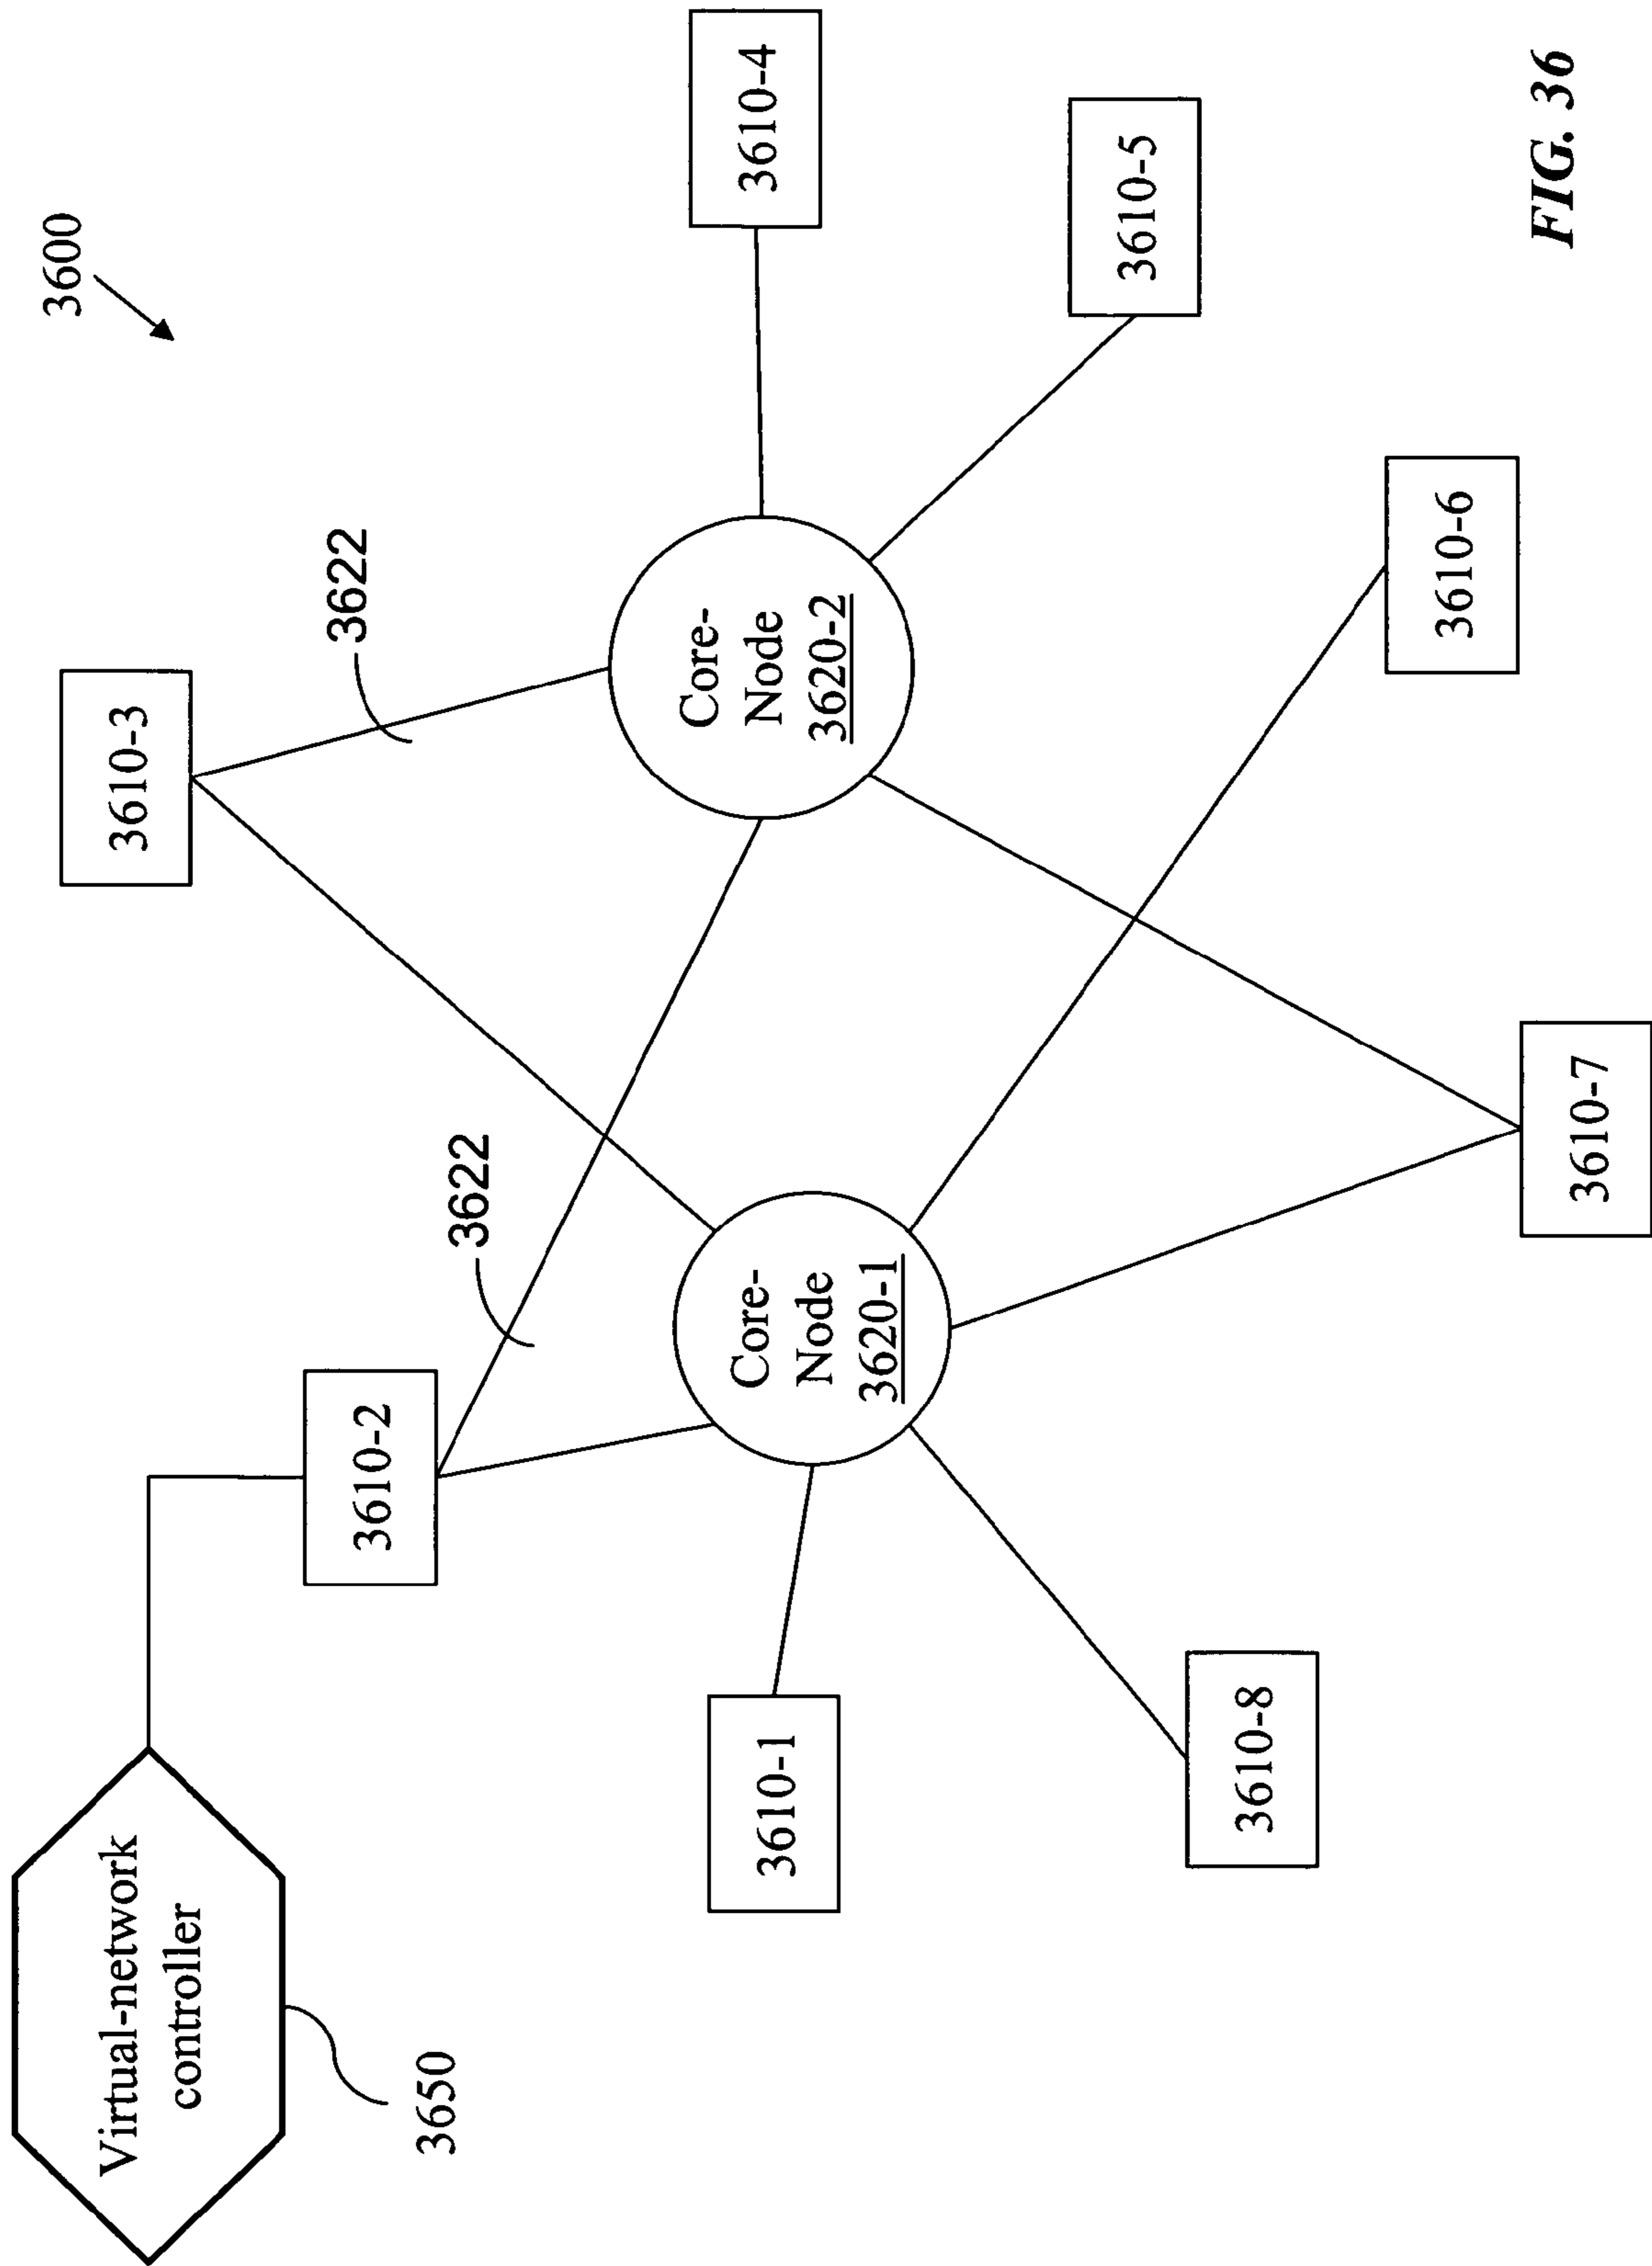 3600
Virtual-network
controller
3650
3610-2
3610-3
3622
3622
3610-1
Core-
Node
3620-1
Core-
Node
3620-2
3610-4
3610-5
3610-8
3610-7
3610-6
FIG. 36